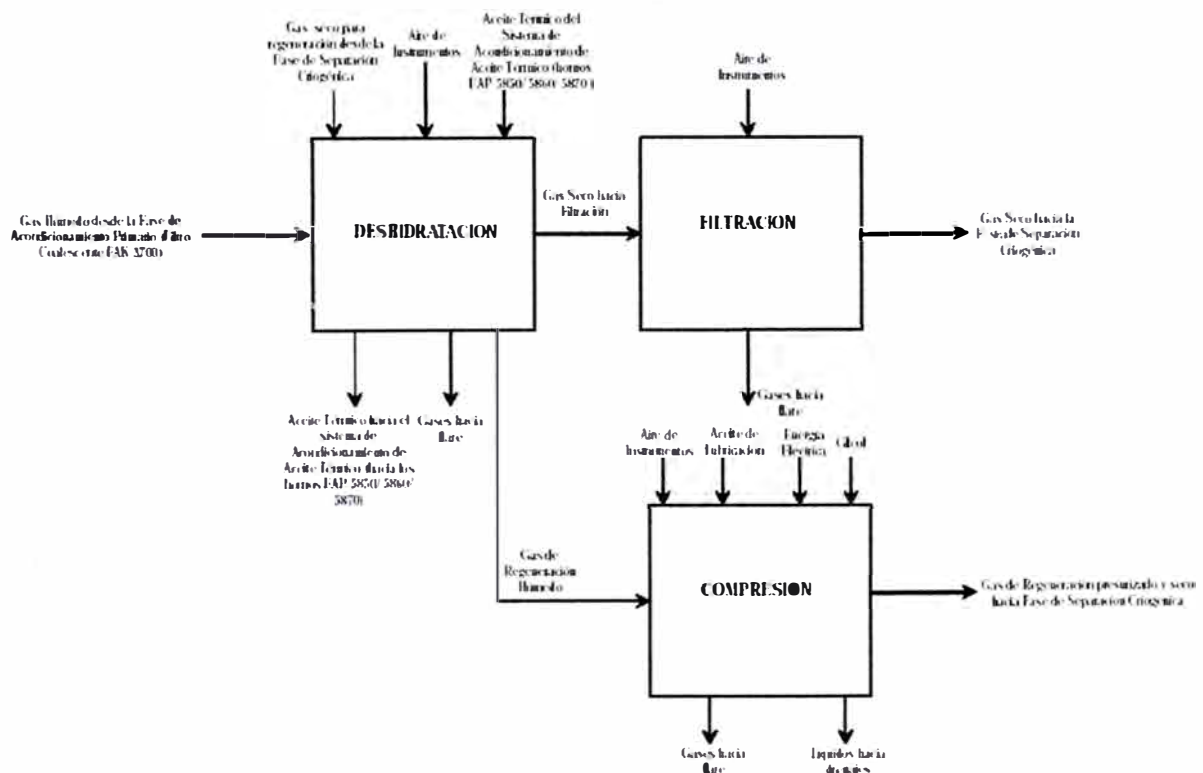 Gas seco para
regeneración desde la
Fase de Separación
Criogénica
Aire de
Instrumentos
Aceite Térmico del
Sistema de
Acondicionamiento de
Aceite Térmico (hornos
EAP 5850/ 5860/ 5870 )
Aire de
Instrumentos
Gas Húmedo desde la Fase de
Acondicionamiento Primario (Filtro
Coalescente EAK 3700)
DESHIDRATACION
Gas Seco hacia
Filtración
FILTRACION
Gas Seco hacia la
de Separación
Criogénica
Aceite Térmico hacia el
sistema de
Acondicionamiento de
Aceite Térmico (hacia los
hornos EAP 5850/ 5860/
5870)
Gases hacia
flare
Gases hacia
flare
Aire de
Instrumentos
Aceite de
Lubricación
Energía
Eléctrica
Glicol
Gas de
Regeneración
Húmedo
COMPRESION
Gas de Regeneración presurizado y seco
hacia Fase de Separación Criogénica
Gases hacia
flare
Líquidos hacia
drenajes